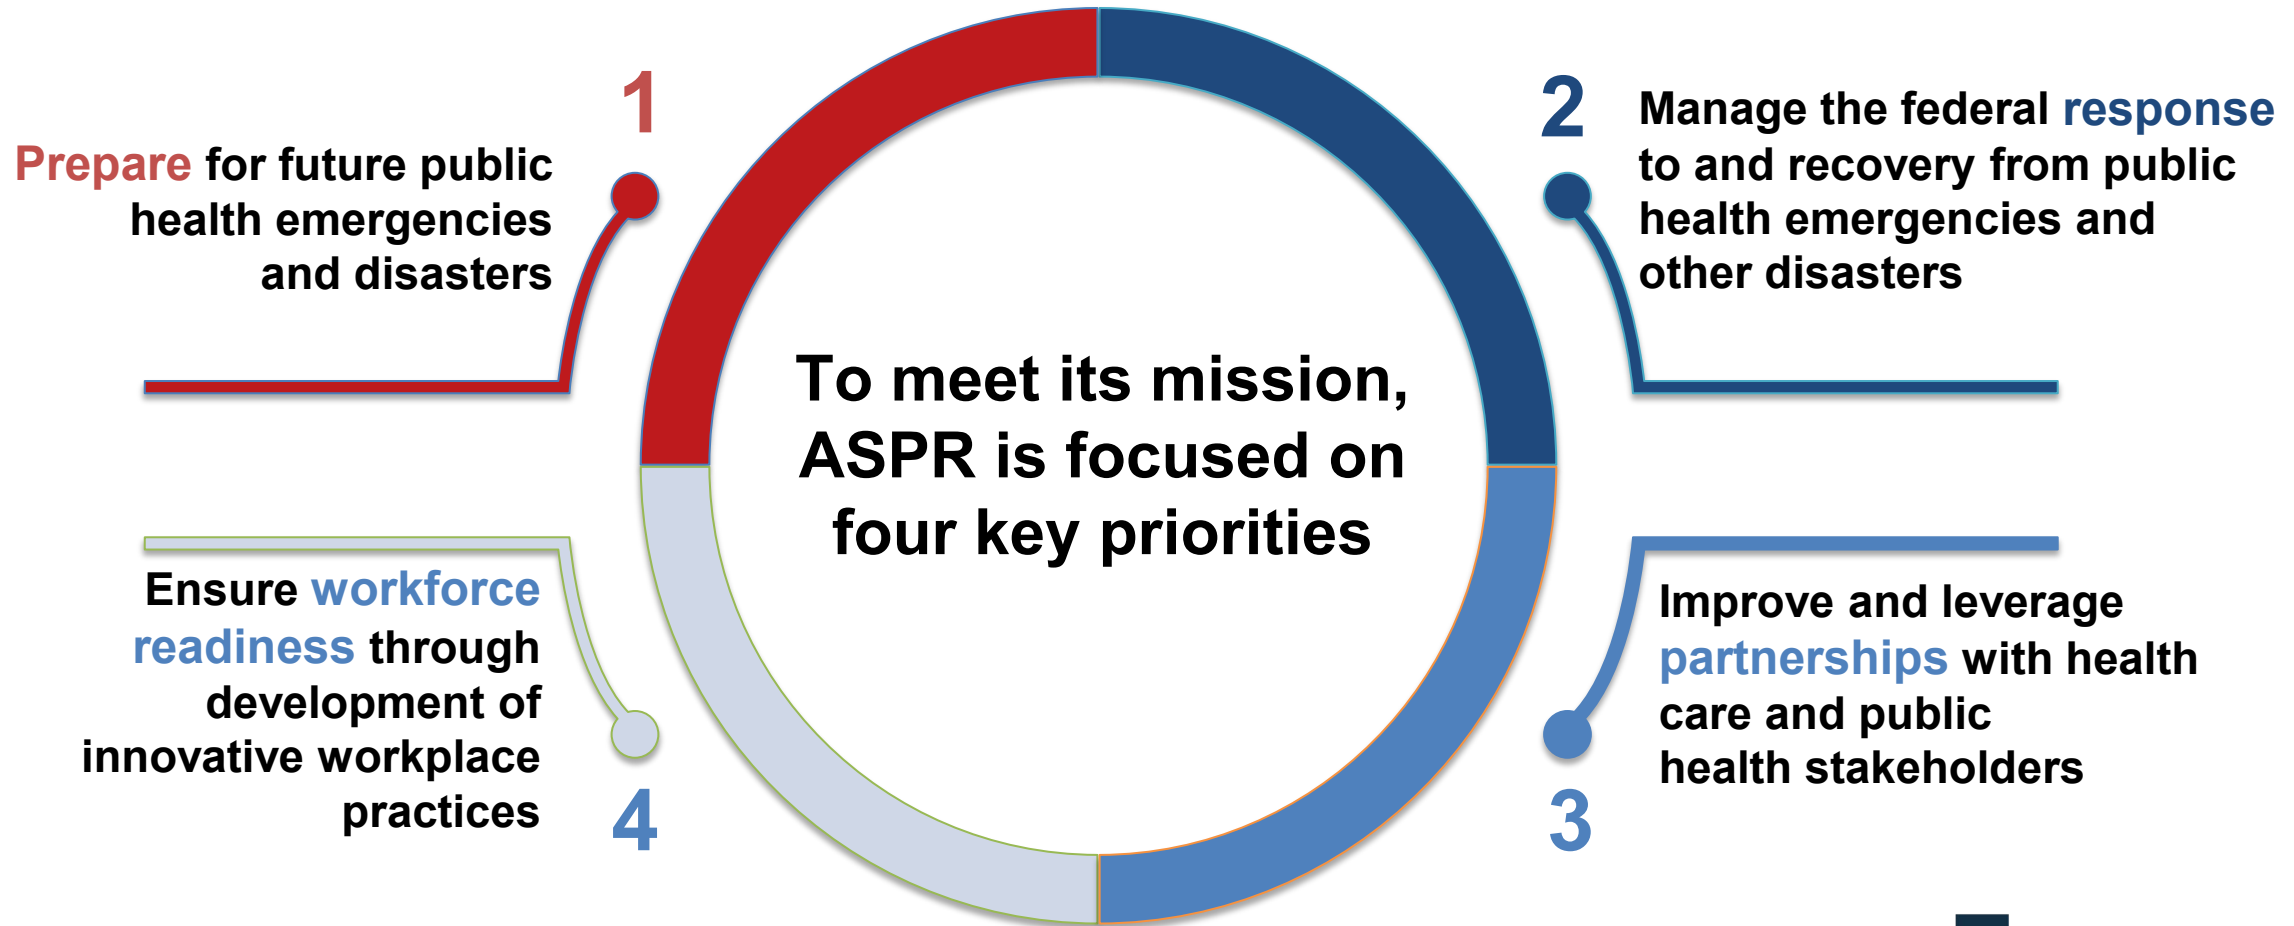 1
Prepare for future public
health emergencies
and disasters
2
Manage the federal response
to and recovery from public
health emergencies and
other disasters
To meet its mission,
ASPR is focused on
four key priorities
Improve and leverage
partnerships with health
care and public
health stakeholders
3
Ensure workforce
readiness through
development of
innovative workplace
practices
4